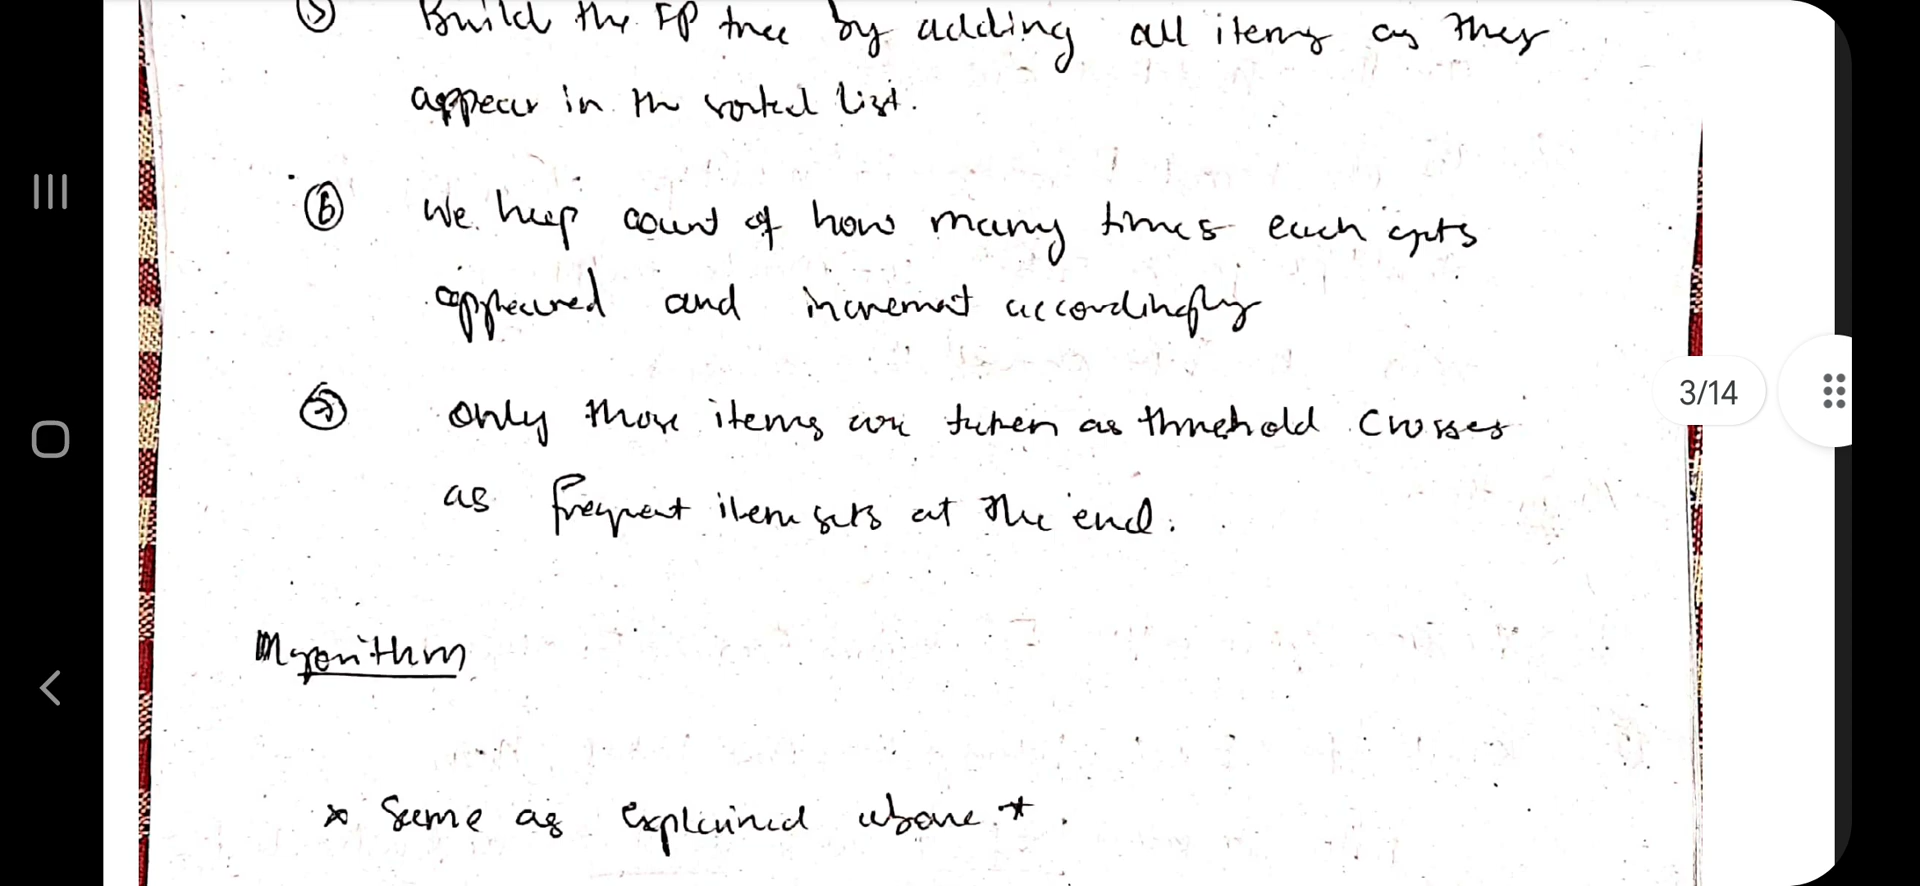 ⑤ Build the FP tree by adding all items as they
appear in the sorted list.
⑥ We keep count of how many times each gets
appeared and increment accordingly
3/14
⑦ Only those items are taken as threshold crosses
as frequent itemsets at the end.
Algorithm
* Same as explained above *.